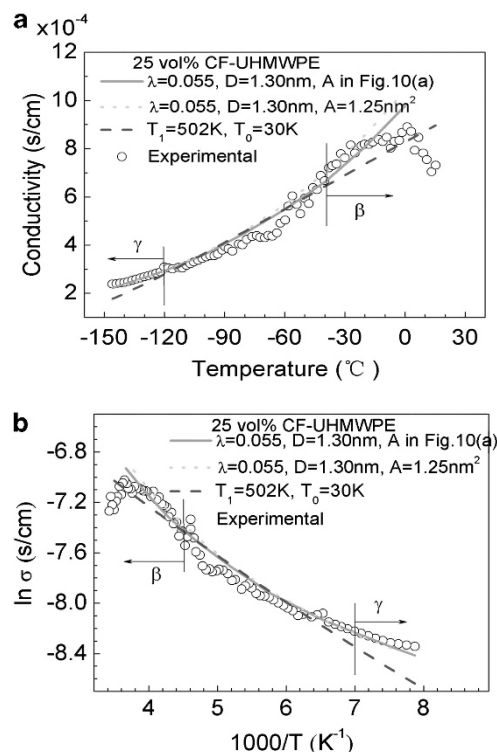 a
×10⁻⁴
25 vol% CF-UHMWPE
λ=0.055, D=1.30nm, A in Fig.10(a)
λ=0.055, D=1.30nm, A=1.25nm²
T₁=502K, T₀=30K
Experimental
12
10
8
6
4
2
Conductivity (s/cm)
γ
β
-150 -120 -90 -60 -30 0 30
Temperature (℃)
b
25 vol% CF-UHMWPE
λ=0.055, D=1.30nm, A in Fig.10(a)
λ=0.055, D=1.30nm, A=1.25nm²
T₁=502K, T₀=30K
Experimental
-6.8
-7.2
-7.6
-8.0
-8.4
ln σ (s/cm)
β
γ
4 5 6 7 8
1000/T (K⁻¹)